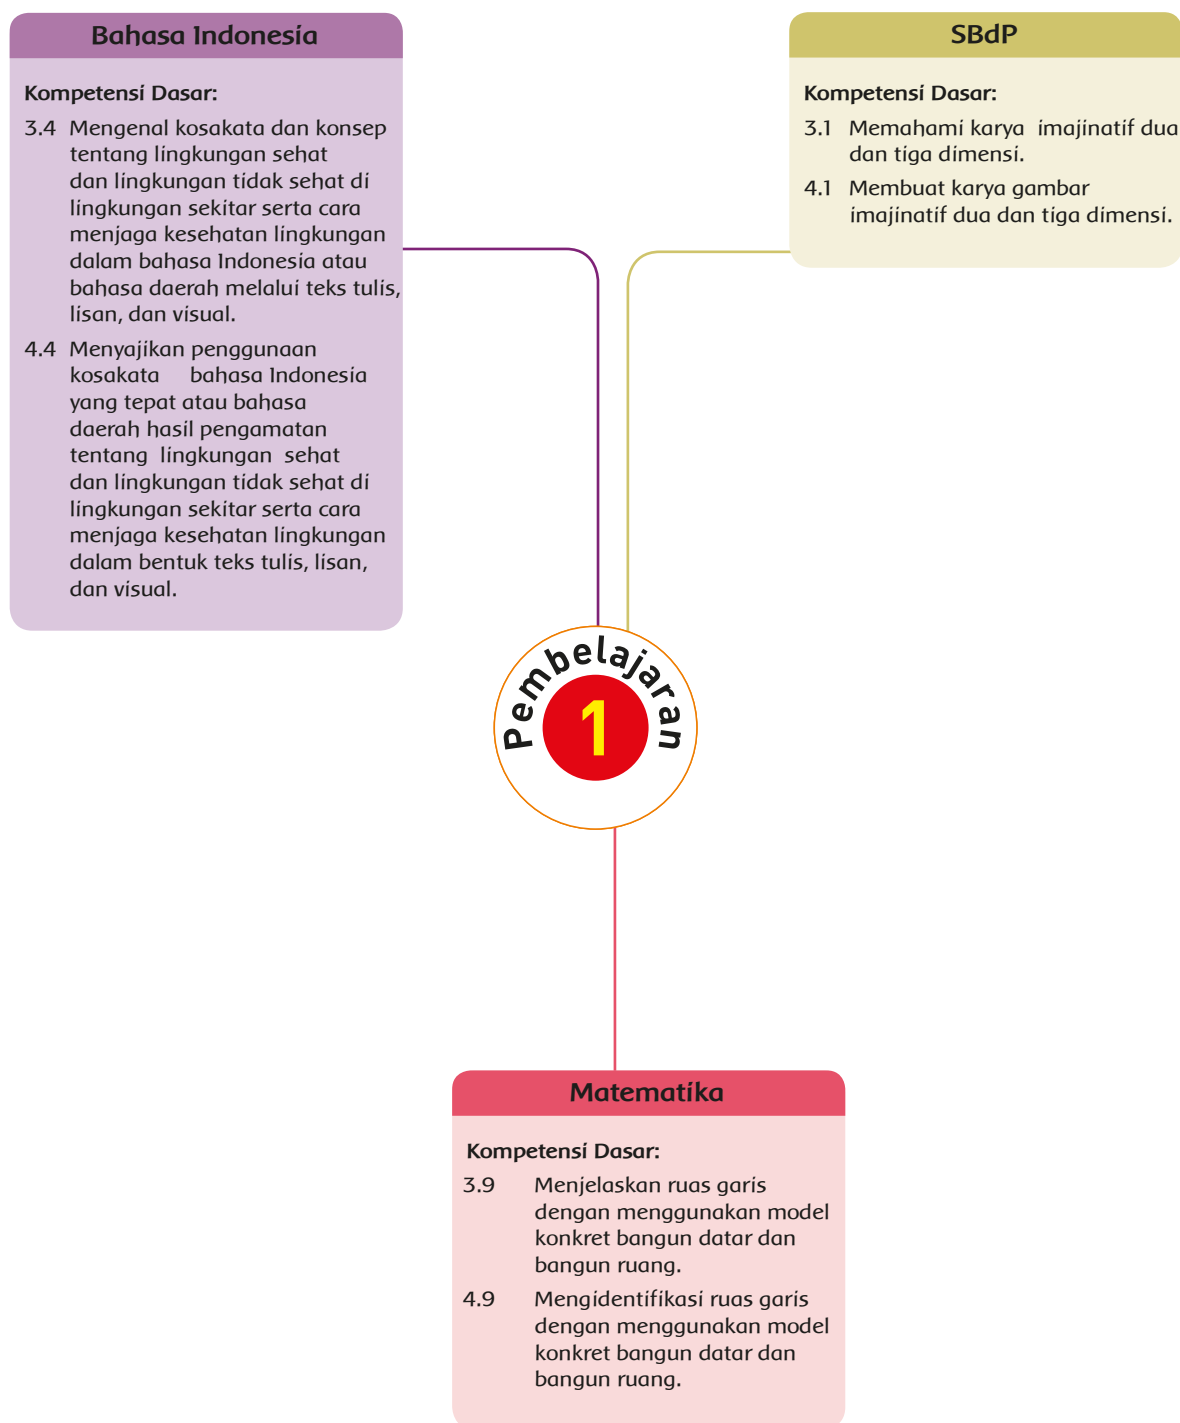 Bahasa Indonesia
Kompetensi Dasar:
3.4 Mengenal kosakata dan konsep
tentang lingkungan sehat
dan lingkungan tidak sehat di
lingkungan sekitar serta cara
menjaga kesehatan lingkungan
dalam bahasa Indonesia atau
bahasa daerah melalui teks tulis,
lisan, dan visual.
4.4 Menyajikan penggunaan
kosakata bahasa Indonesia
yang tepat atau bahasa
daerah hasil pengamatan
tentang lingkungan sehat
dan lingkungan tidak sehat di
lingkungan sekitar serta cara
menjaga kesehatan lingkungan
dalam bentuk teks tulis, lisan,
dan visual.
SBdP
Kompetensi Dasar:
3.1 Memahami karya imajinatif dua
dan tiga dimensi.
4.1 Membuat karya gambar
imajinatif dua dan tiga dimensi.
Pembelajaran
1
Matematika
Kompetensi Dasar:
3.9 Menjelaskan ruas garis
dengan menggunakan model
konkret bangun datar dan
bangun ruang.
4.9 Mengidentifikasi ruas garis
dengan menggunakan model
konkret bangun datar dan
bangun ruang.